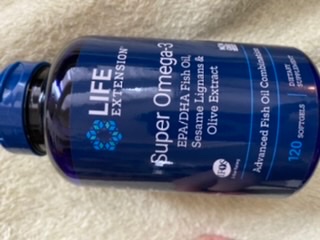 LIFE
EXTENSION
Super Omega-3
EPA/DHA Fish Oil,
Sesame Lignans &
Olive Extract
Advanced Fish Oil Combination
120 SOFTGELS
DIETARY
SUPPLEMENT